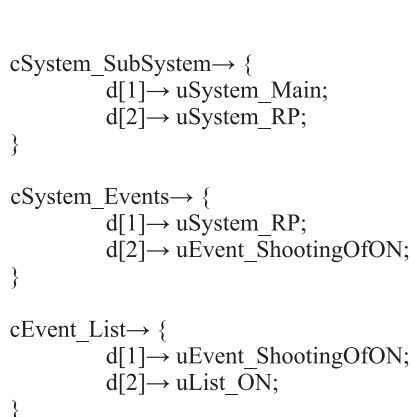 cSystem_SubSystem→ {
d[1]→ uSystem_Main;
d[2]→ uSystem_RP;
}
cSystem_Events→ {
d[1]→ uSystem_RP;
d[2]→ uEvent_ShootingOfON;
}
cEvent_List→ {
d[1]→ uEvent_ShootingOfON;
d[2]→ uList_ON;
}